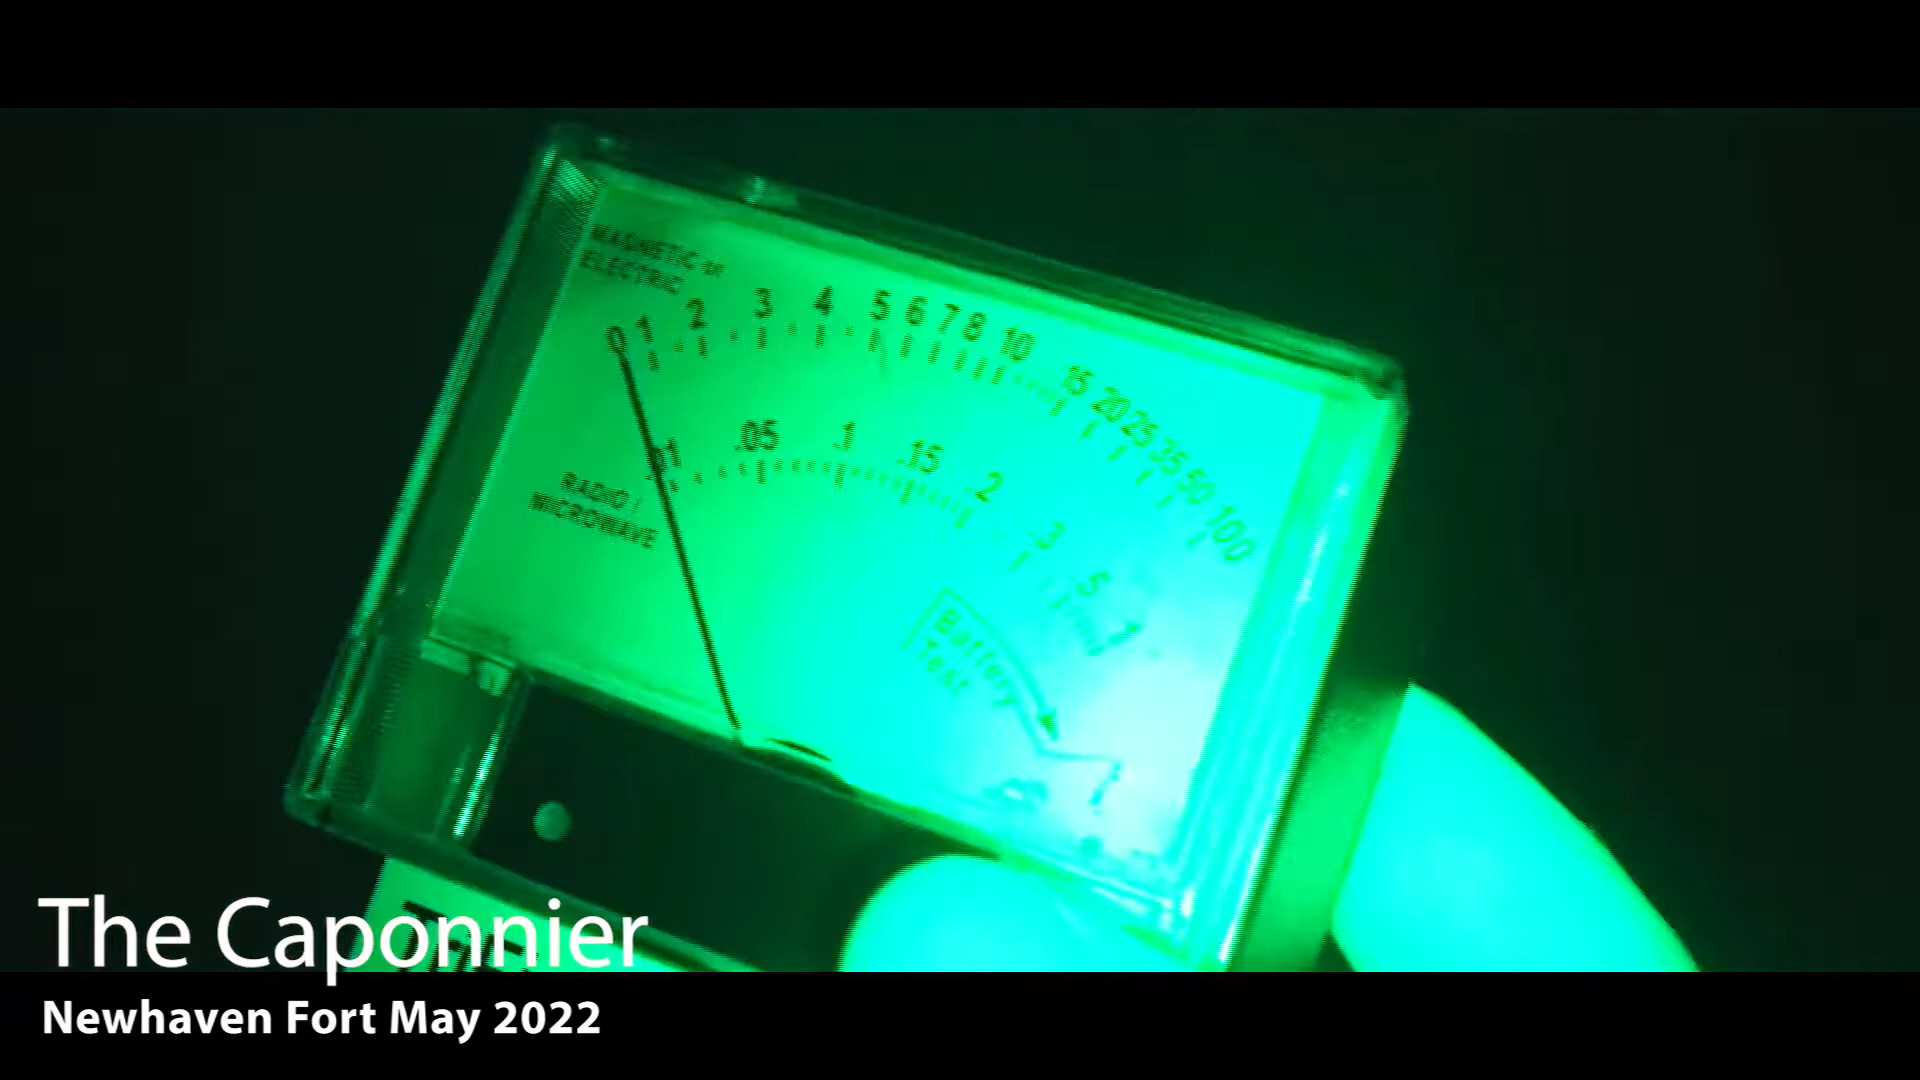 MAGNETIC or
ELECTRIC
0 1 2 3 4 5 6 7 8 10 15 20 25 35 50 100
.01 .05 .1 .15 .2 .3 .5 1
RADIO /
MICROWAVE
Battery
Test
The Caponnier
Newhaven Fort May 2022